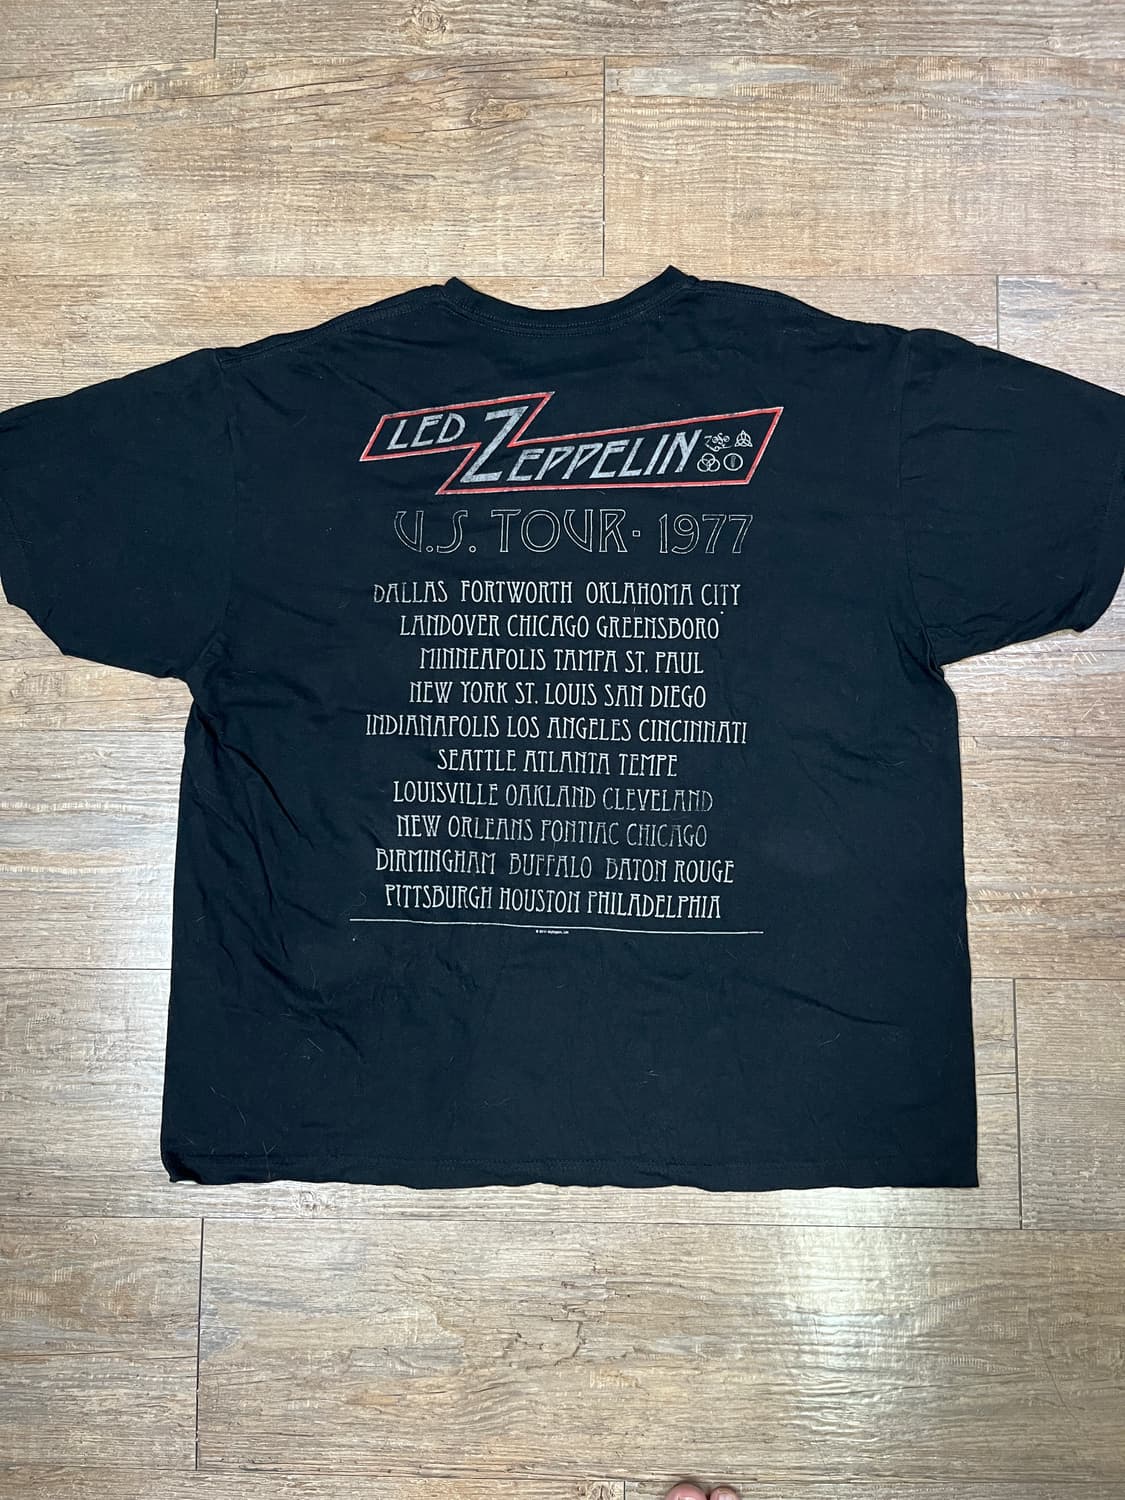 LED ZEPPELIN
U.S. TOUR · 1977
DALLAS FORTWORTH OKLAHOMA CITY
LANDOVER CHICAGO GREENSBORO
MINNEAPOLIS TAMPA ST. PAUL
NEW YORK ST. LOUIS SAN DIEGO
INDIANAPOLIS LOS ANGELES CINCINNATI
SEATTLE ATLANTA TEMPE
LOUISVILLE OAKLAND CLEVELAND
NEW ORLEANS PONTIAC CHICAGO
BIRMINGHAM BUFFALO BATON ROUGE
PITTSBURGH HOUSTON PHILADELPHIA